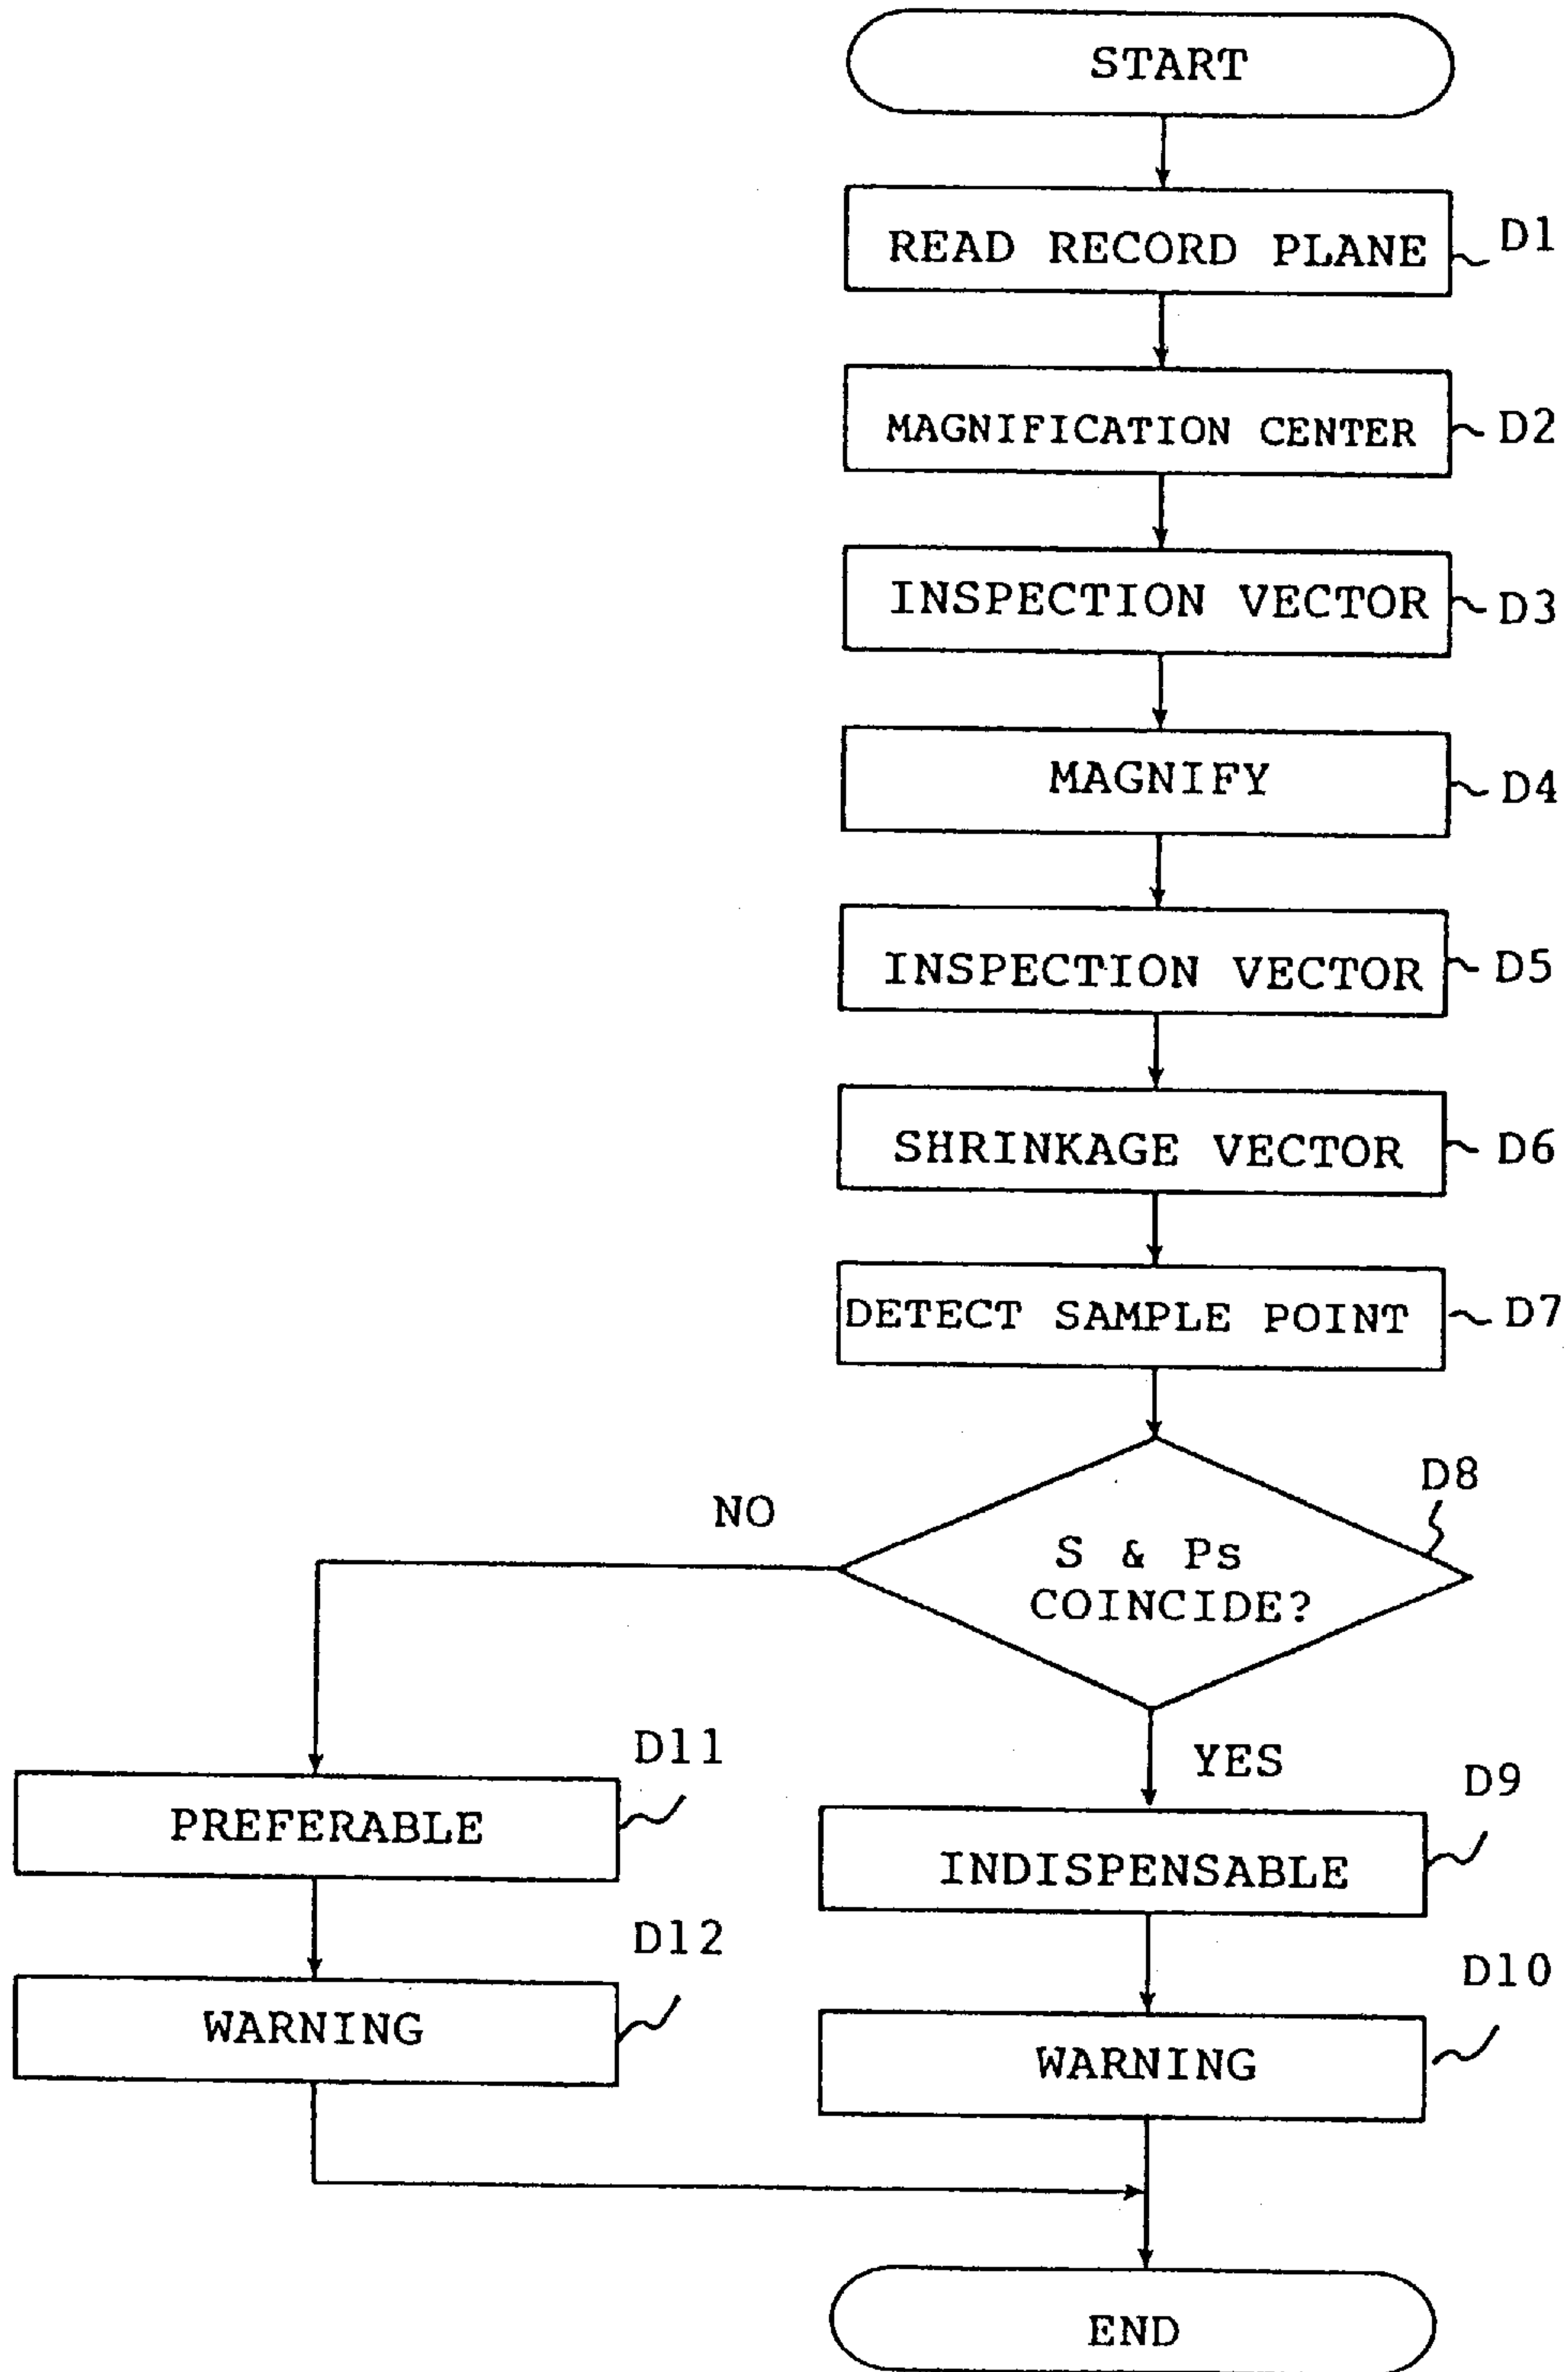 START
READ RECORD PLANE
D1
MAGNIFICATION CENTER
D2
INSPECTION VECTOR
D3
MAGNIFY
D4
INSPECTION VECTOR
D5
SHRINKAGE VECTOR
D6
DETECT SAMPLE POINT
D7
D8
NO
S & Ps
COINCIDE?
YES
D11
PREFERABLE
D9
INDISPENSABLE
D12
WARNING
D10
WARNING
END